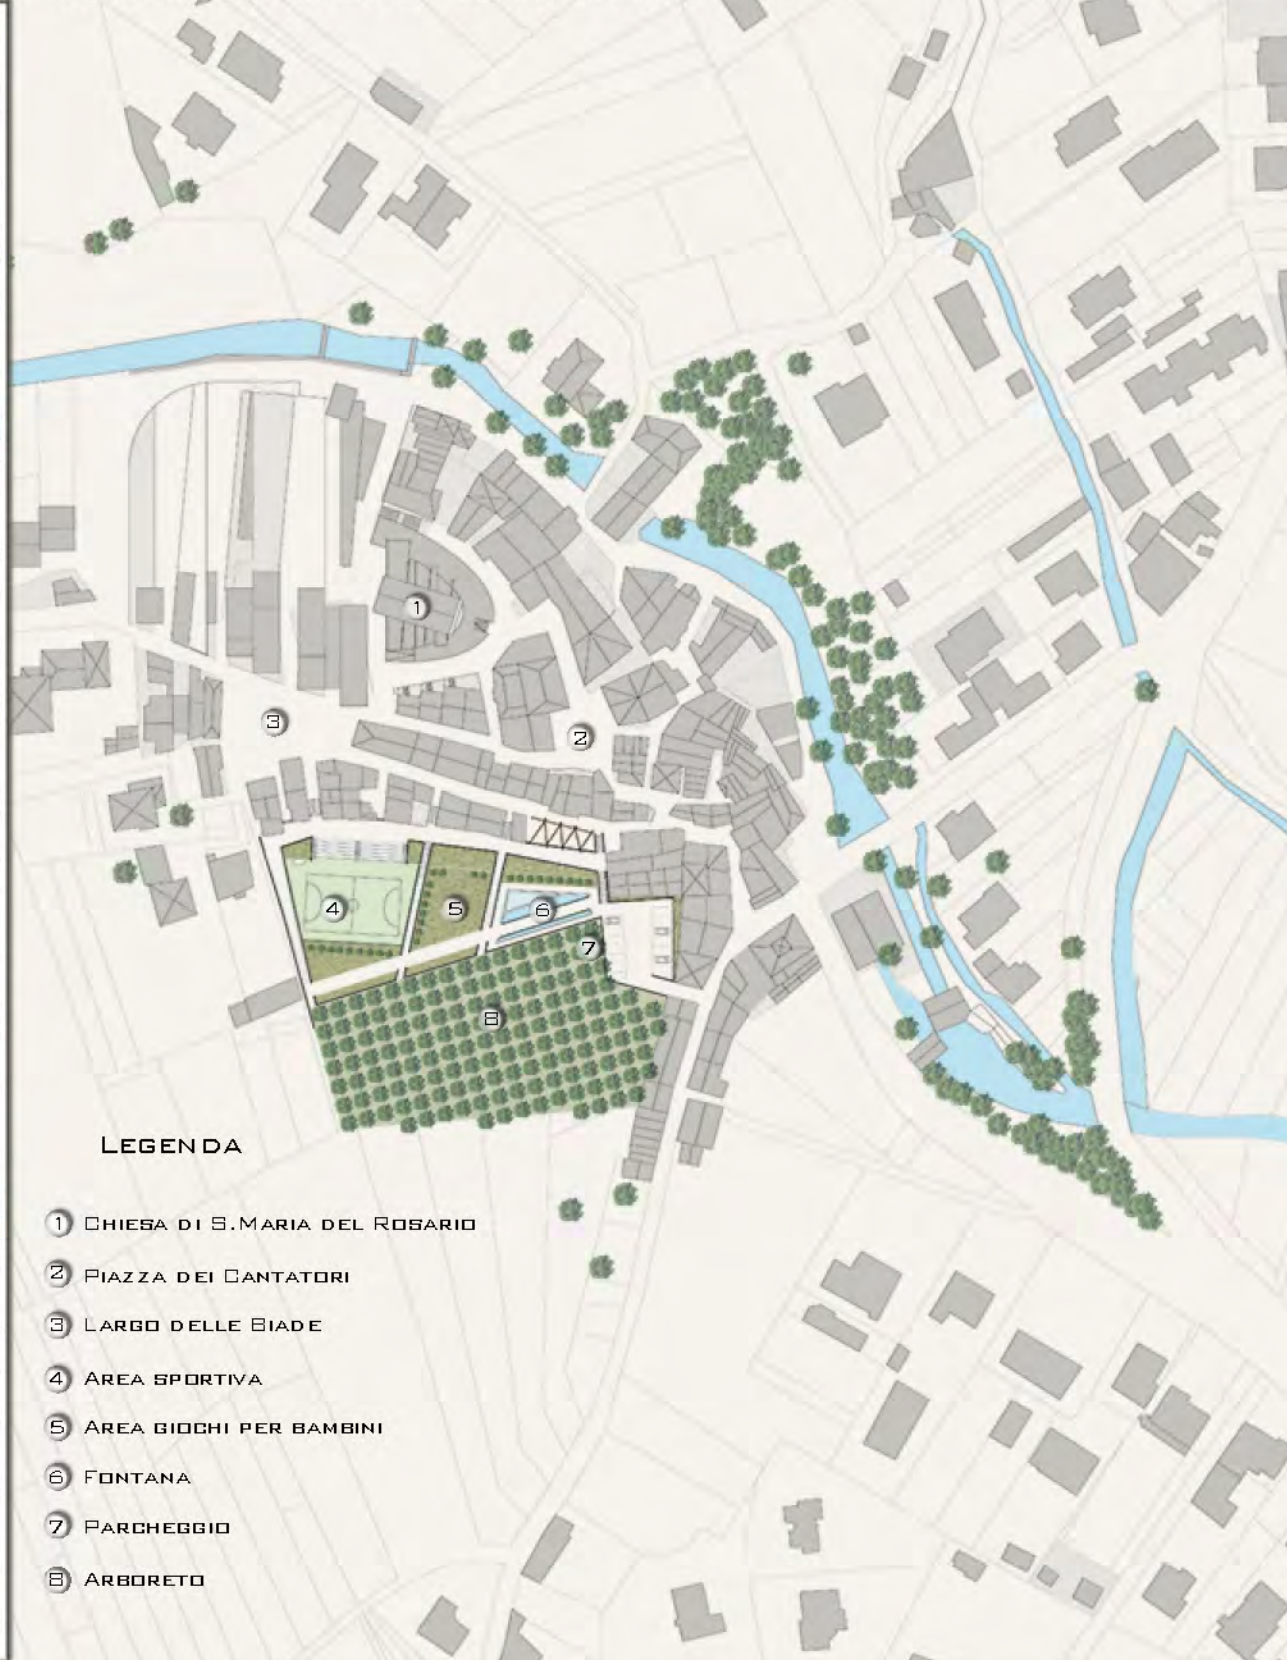 1
2
3
4
5
6
7
8
LEGENDA
1 CHIESA DI S.MARIA DEL ROSARIO
2 PIAZZA DEI CANTATORI
3 LARGO DELLE BIADE
4 AREA SPORTIVA
5 AREA GIOCHI PER BAMBINI
6 FONTANA
7 PARCHEGGIO
8 ARBORETO